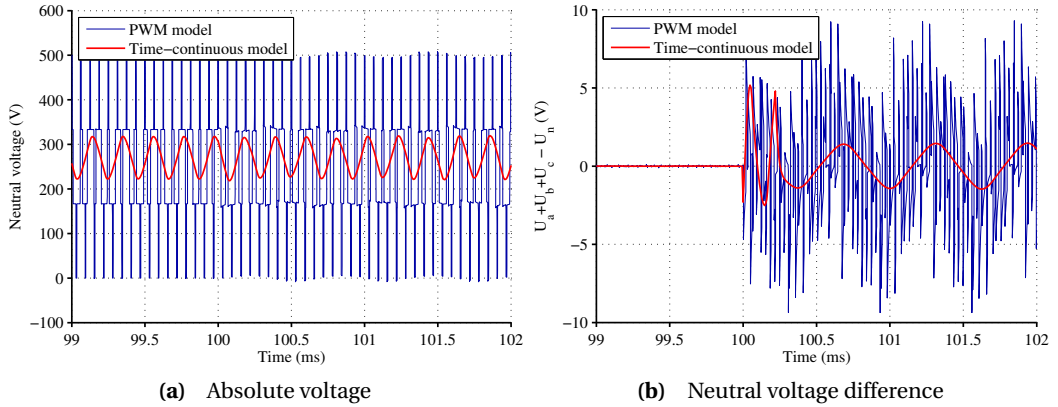 600
500
400
300
200
100
0
−100
Neutral voltage (V)
PWM model
Time−continuous model
99 99.5 100 100.5 101 101.5 102
Time (ms)
(a) Absolute voltage
10
5
0
−5
−10
U_a+U_b+U_c − U_n (V)
PWM model
Time−continuous model
99 99.5 100 100.5 101 101.5 102
Time (ms)
(b) Neutral voltage difference